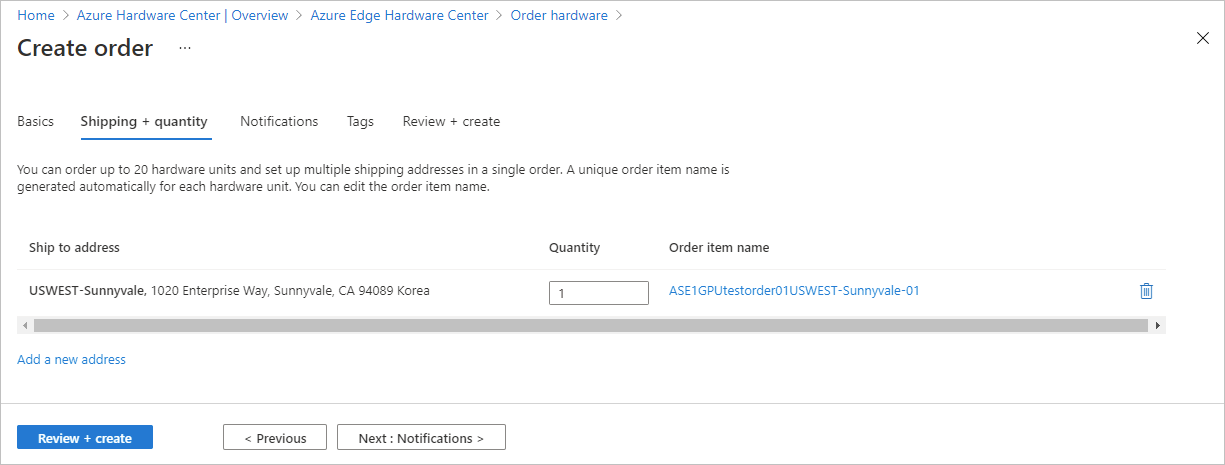 Home > Azure Hardware Center | Overview > Azure Edge Hardware Center > Order hardware >
Create order ...
Basics Shipping + quantity Notifications Tags Review + create
You can order up to 20 hardware units and set up multiple shipping addresses in a single order. A unique order item name is
generated automatically for each hardware unit. You can edit the order item name.
Ship to address Quantity Order item name
USWEST-Sunnyvale, 1020 Enterprise Way, Sunnyvale, CA 94089 Korea 1 ASE1GPUtestorder01USWEST-Sunnyvale-01
Add a new address
Review + create < Previous Next : Notifications >